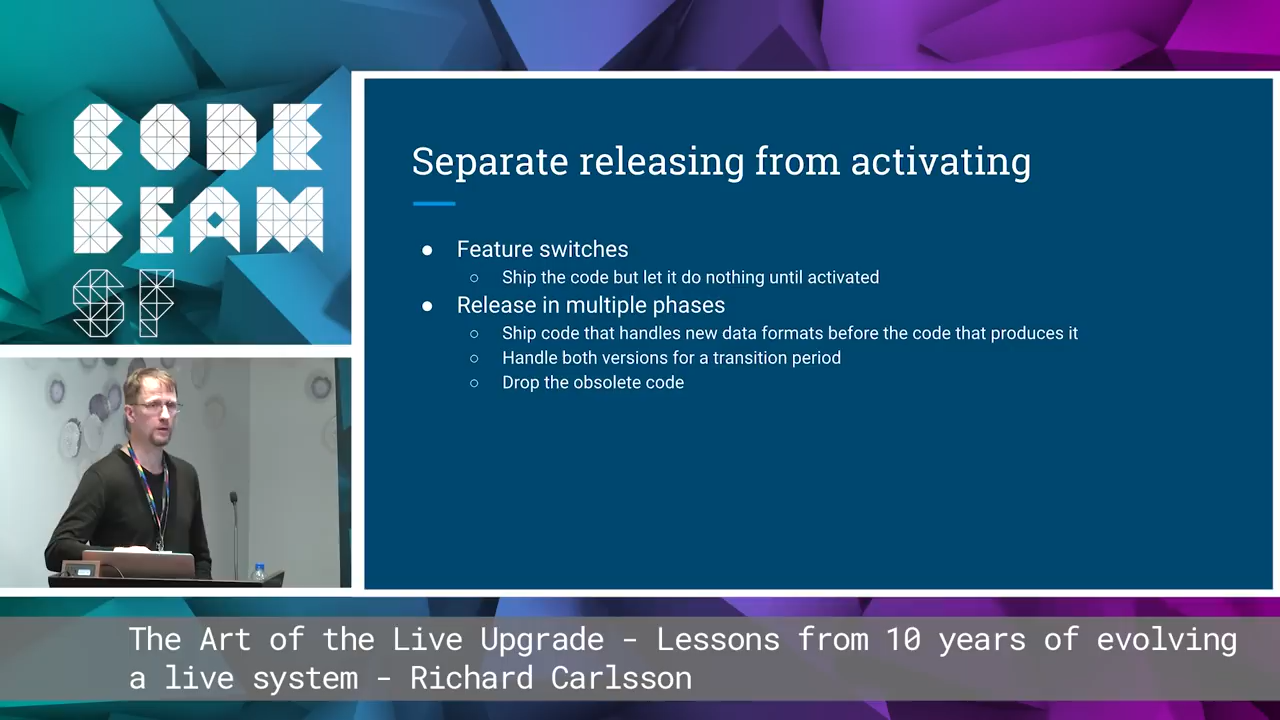 CODE
BEAM
SF
Separate releasing from activating
● Feature switches
○ Ship the code but let it do nothing until activated
● Release in multiple phases
○ Ship code that handles new data formats before the code that produces it
○ Handle both versions for a transition period
○ Drop the obsolete code
The Art of the Live Upgrade - Lessons from 10 years of evolving
a live system - Richard Carlsson